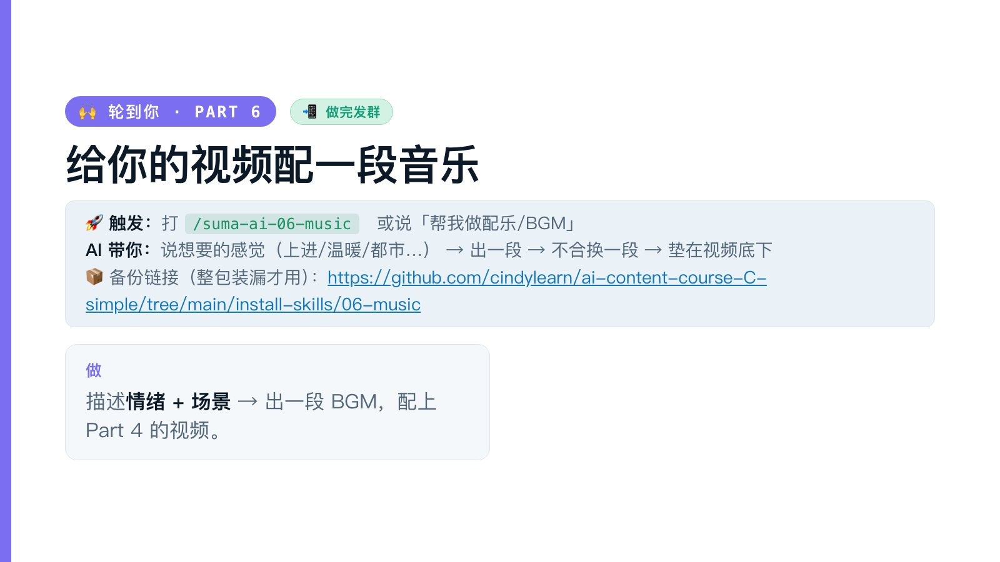 🙌 轮到你 · PART 6
📲 做完发群
给你的视频配一段音乐
🚀 触发：打 /suma-ai-06-music 或说「帮我做配乐/BGM」
AI 带你：说想要的感觉（上进/温暖/都市…） → 出一段 → 不合换一段 → 垫在视频底下
📦 备份链接（整包装漏才用）：https://github.com/cindylearn/ai-content-course-C-
simple/tree/main/install-skills/06-music
做
描述情绪 + 场景 → 出一段 BGM，配上
Part 4 的视频。